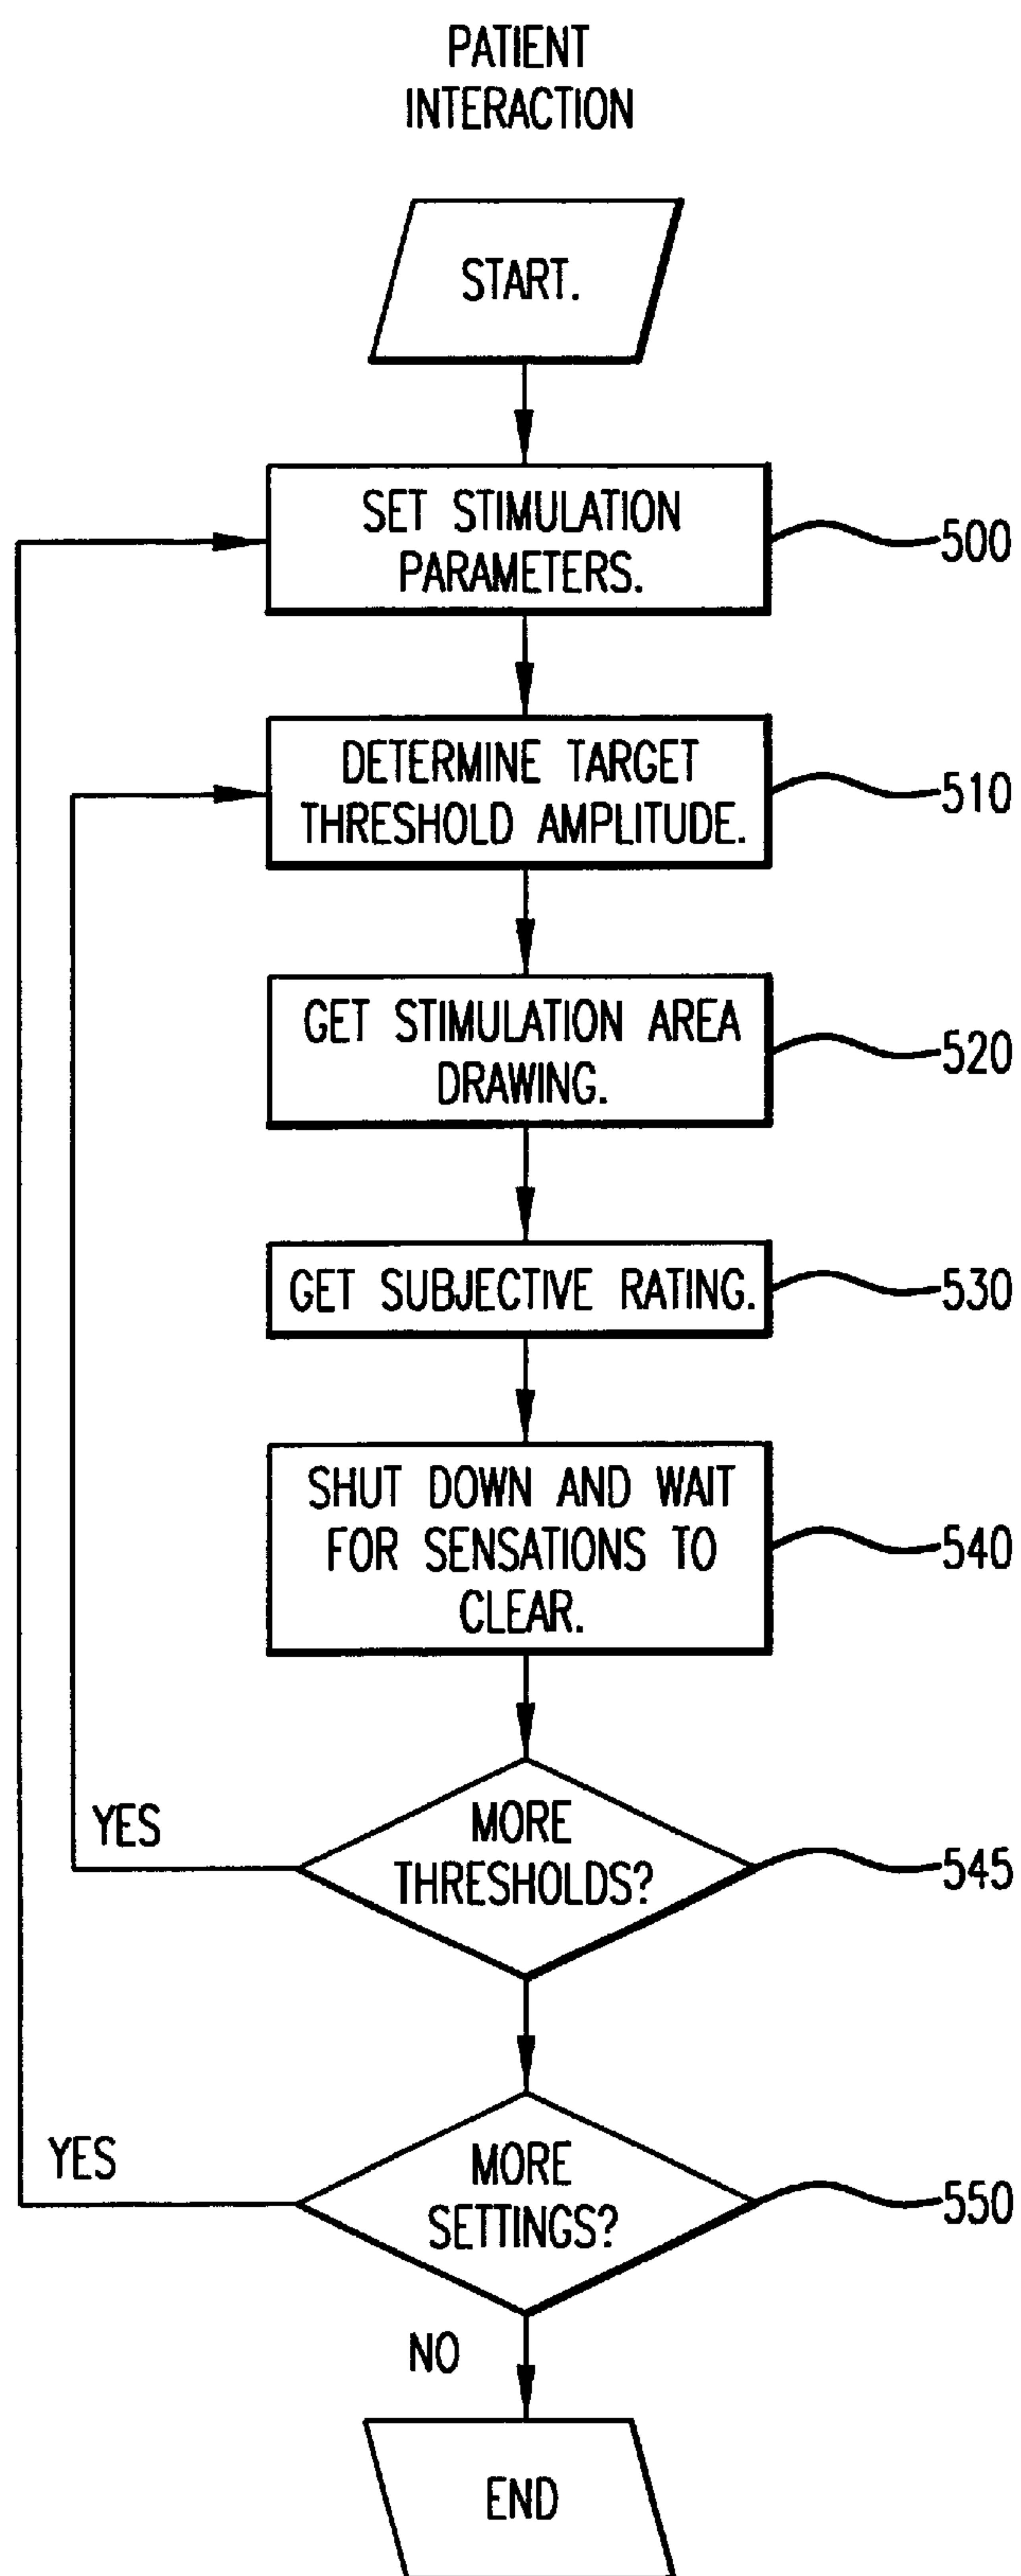 PATIENT
INTERACTION
START.
SET STIMULATION
PARAMETERS.
500
DETERMINE TARGET
THRESHOLD AMPLITUDE.
510
GET STIMULATION AREA
DRAWING.
520
GET SUBJECTIVE RATING.
530
SHUT DOWN AND WAIT
FOR SENSATIONS TO
CLEAR.
540
YES
MORE
THRESHOLDS?
545
YES
MORE
SETTINGS?
550
NO
END